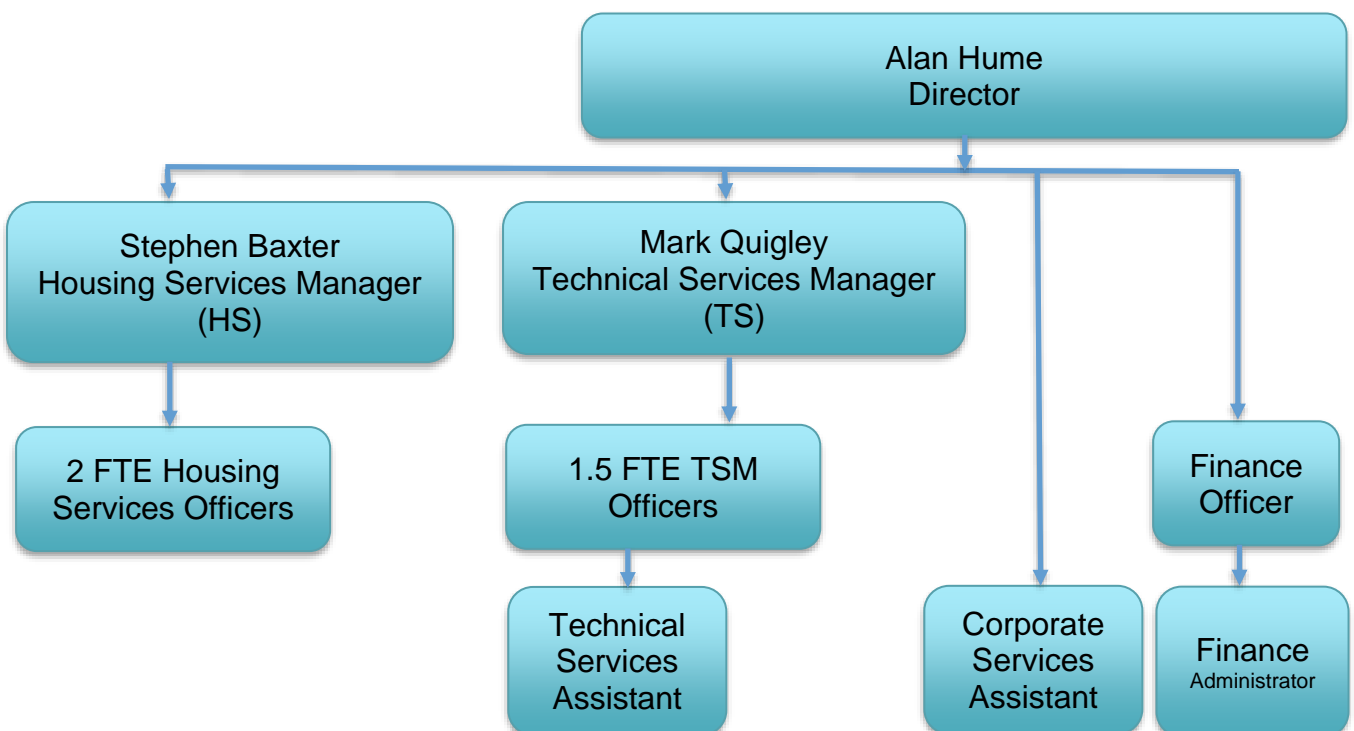 Alan Hume
Director
Stephen Baxter
Housing Services Manager
(HS)
Mark Quigley
Technical Services Manager
(TS)
2 FTE Housing
Services Officers
1.5 FTE TSM
Officers
Finance
Officer
Technical
Services
Assistant
Corporate
Services
Assistant
Finance
Administrator